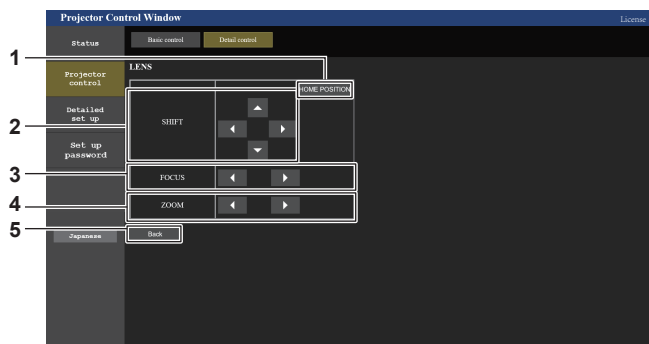 Projector Control Window
License
Status
Basic control
Detail control
1
LENS
Projector
control
HOME POSITION
Detailed
set up
2
SHIFT
Set up
password
3
FOCUS
4
ZOOM
5
Japanese
Back